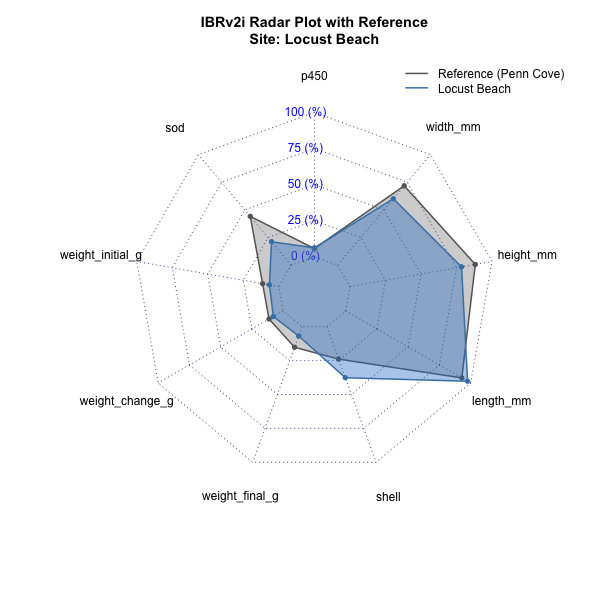 IBRv2i Radar Plot with Reference
Site: Locust Beach
p450
Reference (Penn Cove)
Locust Beach
100 (%)
sod
width_mm
75 (%)
50 (%)
25 (%)
weight_initial_g
0 (%)
height_mm
weight_change_g
length_mm
weight_final_g
shell